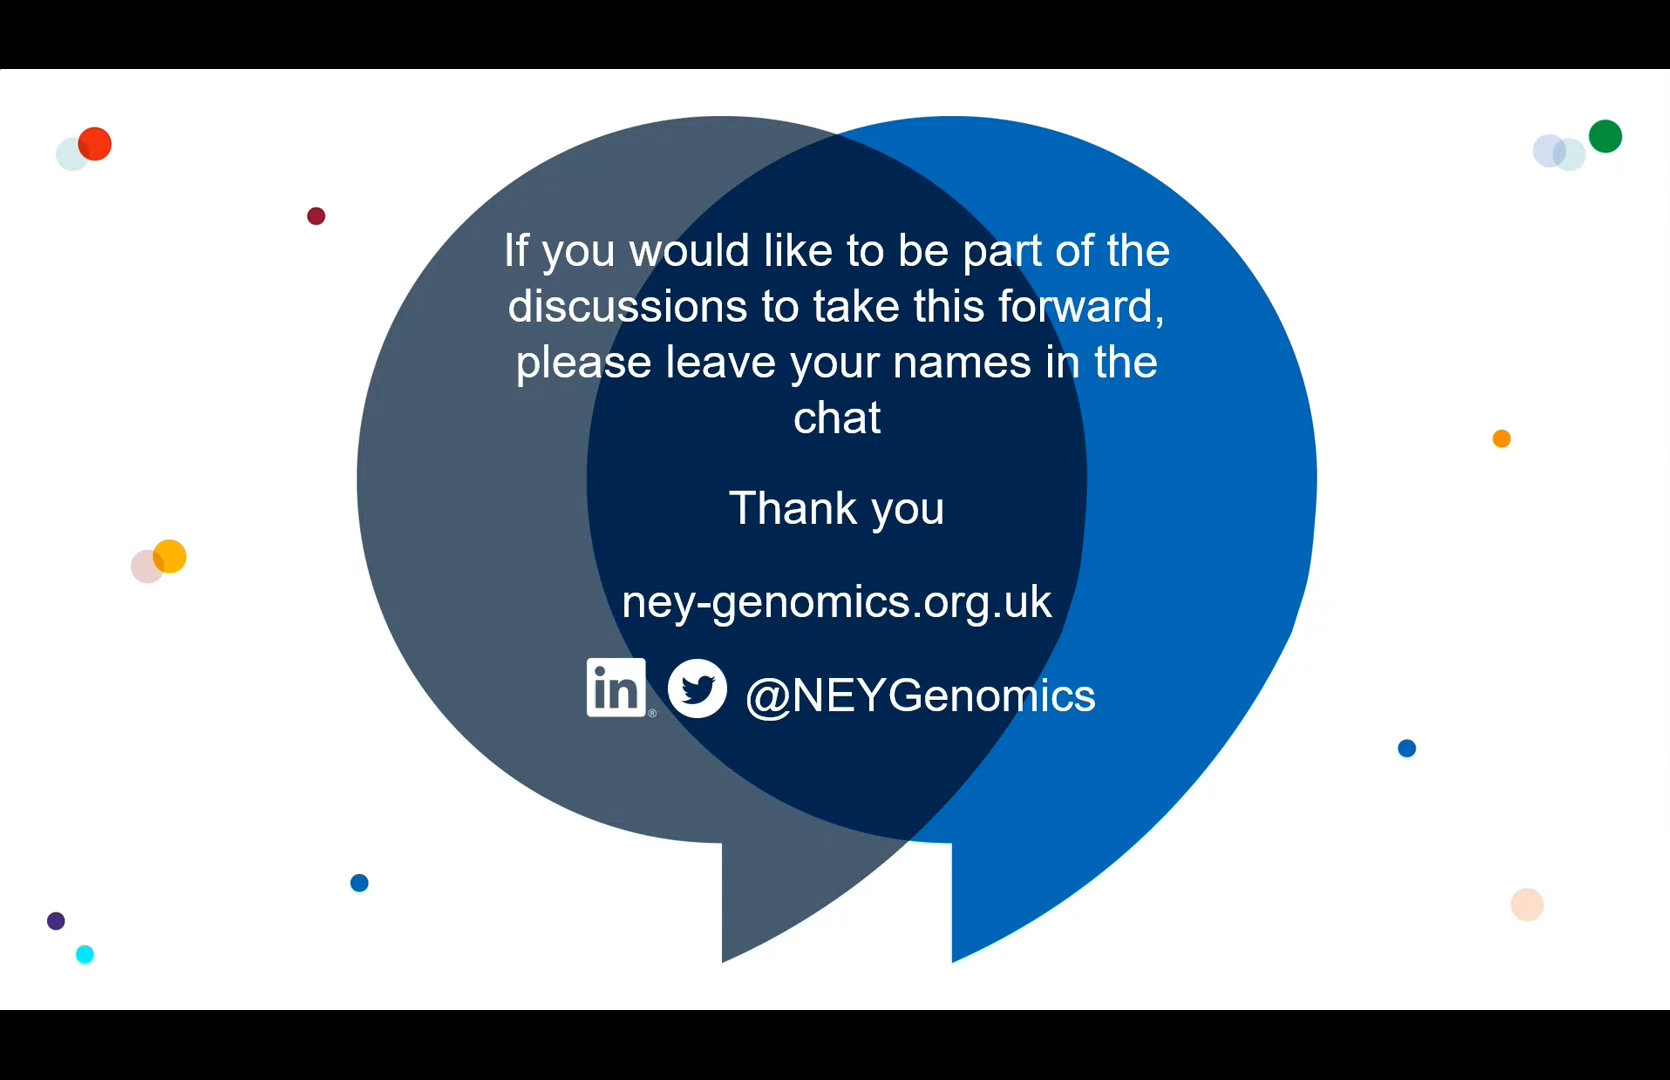 If you would like to be part of the
discussions to take this forward,
please leave your names in the
chat
Thank you
ney-genomics.org.uk
in® @NEYGenomics